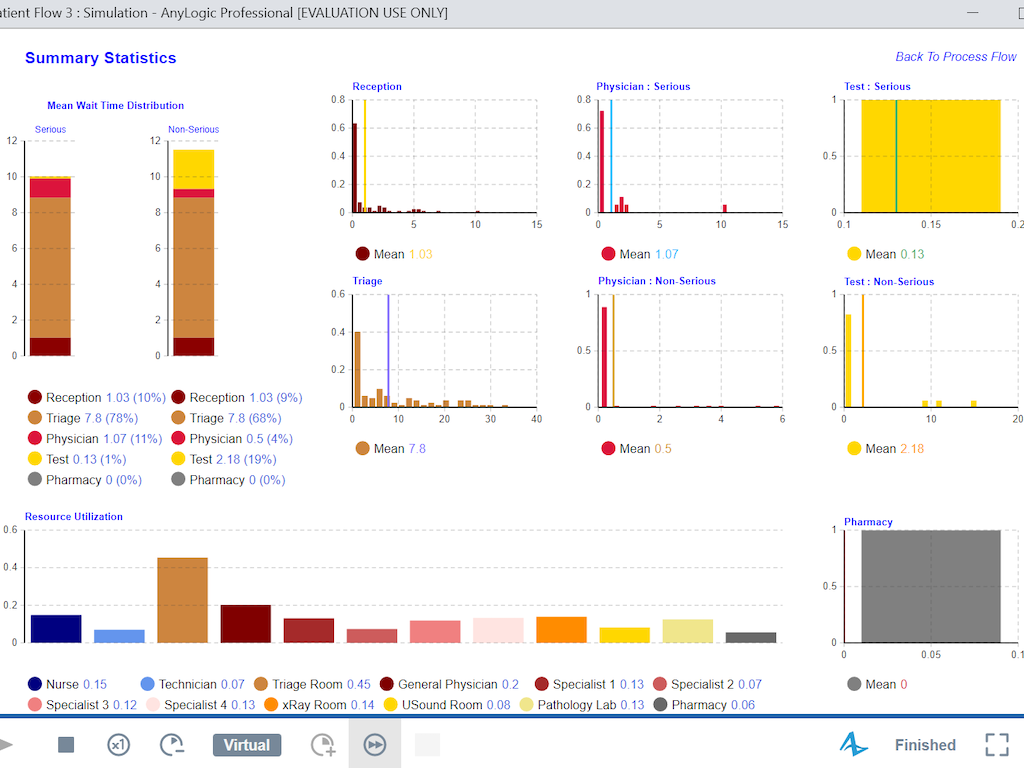 atient Flow 3 : Simulation - AnyLogic Professional [EVALUATION USE ONLY]
Summary Statistics
Back To Process Flow
Mean Wait Time Distribution
Serious
12
10
8
6
4
2
0
Non-Serious
12
10
8
6
4
2
0
Reception 1.03 (10%)
Triage 7.8 (78%)
Physician 1.07 (11%)
Test 0.13 (1%)
Pharmacy 0 (0%)
Reception 1.03 (9%)
Triage 7.8 (68%)
Physician 0.5 (4%)
Test 2.18 (19%)
Pharmacy 0 (0%)
Reception
0.8
0.6
0.4
0.2
0
0 5 10 15
Mean 1.03
Physician : Serious
0.8
0.6
0.4
0.2
0
0 5 10 15
Mean 1.07
Test : Serious
1
0.5
0
0.1 0.15 0.2
Mean 0.13
Triage
0.6
0.4
0.2
0
0 10 20 30 40
Mean 7.8
Physician : Non-Serious
1
0.5
0
0 2 4 6
Mean 0.5
Test : Non-Serious
1
0.5
0
0 10 20
Mean 2.18
Resource Utilization
0.6
0.4
0.2
0
Nurse 0.15 Technician 0.07 Triage Room 0.45 General Physician 0.2 Specialist 1 0.13 Specialist 2 0.07
Specialist 3 0.12 Specialist 4 0.13 xRay Room 0.14 USound Room 0.08 Pathology Lab 0.13 Pharmacy 0.06
Pharmacy
1
0.5
0
0 0.05 0.1
Mean 0
x1
Virtual
Finished